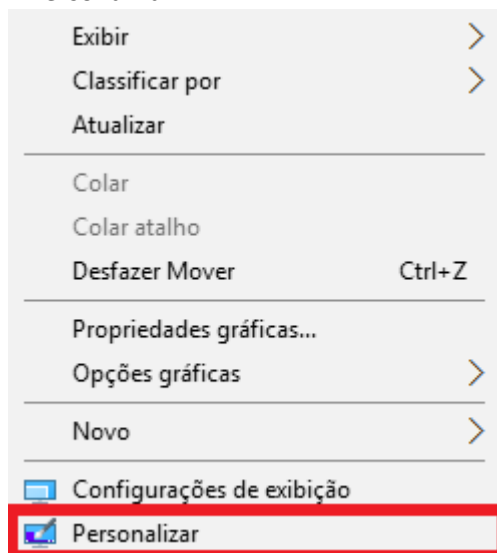 Exibir
Classificar por
Atualizar
Colar
Colar atalho
Desfazer Mover Ctrl+Z
Propriedades gráficas...
Opções gráficas
Novo
Configurações de exibição
Personalizar